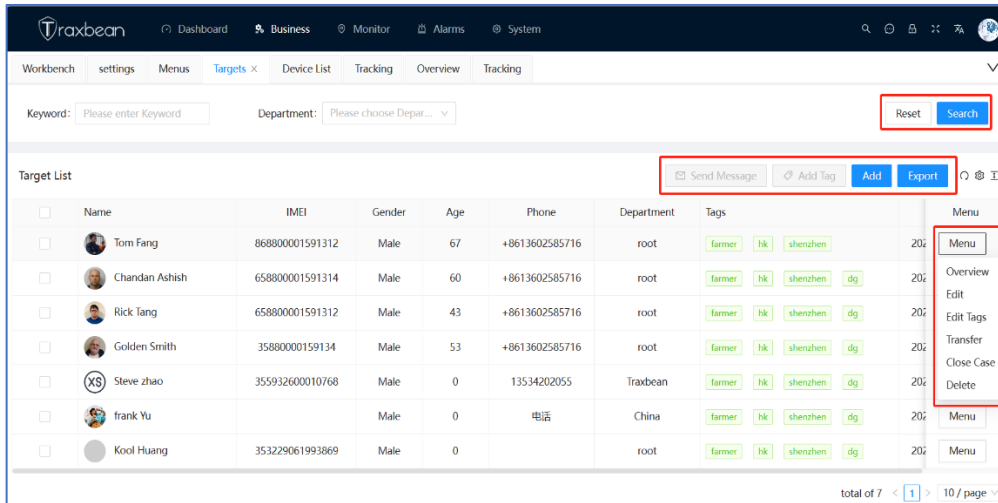 Traxbean Dashboard Business Monitor Alarms System
Workbench settings Menus Targets × Device List Tracking Overview Tracking
Keyword: Please enter Keyword Department: Please choose Depar... Reset Search
Target List Send Message Add Tag Add Export
Name IMEI Gender Age Phone Department Tags Menu
Tom Fang 868800001591312 Male 67 +8613602585716 root farmer hk shenzhen 202 Menu
Chandan Ashish 658800001591314 Male 60 +8613602585716 root farmer hk shenzhen dg 202 Overview
Edit
Rick Tang 658800001591312 Male 43 +8613602585716 root farmer hk shenzhen dg 202 Edit Tags
Golden Smith 35880000159134 Male 53 +8613602585716 root farmer hk shenzhen dg 202 Transfer
Close Case
XS Steve zhao 355932600010768 Male 0 13534202055 Traxbean farmer hk shenzhen dg 202 Delete
frank Yu Male 0 电话 China farmer hk shenzhen dg 202 Menu
Kool Huang 353229061993869 Male 0 root farmer hk shenzhen dg 202 Menu
total of 7 < 1 > 10 / page